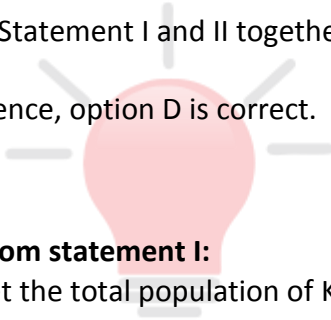 Statement I and II togethe
ence, option D is correct.
om statement I:
t the total population of K